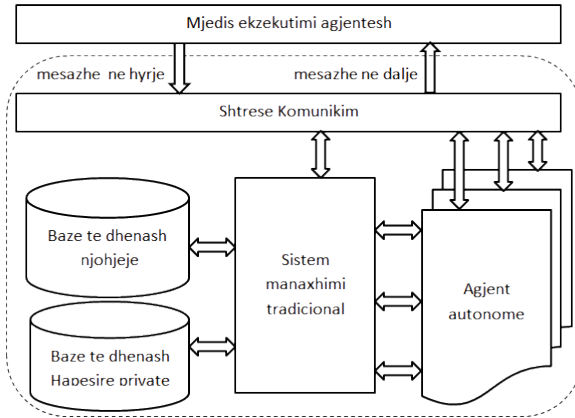 Mjedis ekzekutimi agjentesh
mesazhe ne hyrje
mesazhe ne dalje
Shtrese Komunikim
Baze te dhenash
njohjeje
Sistem
manaxhimi
tradicional
Agjent
autonome
Baze te dhenash
Hapesire private